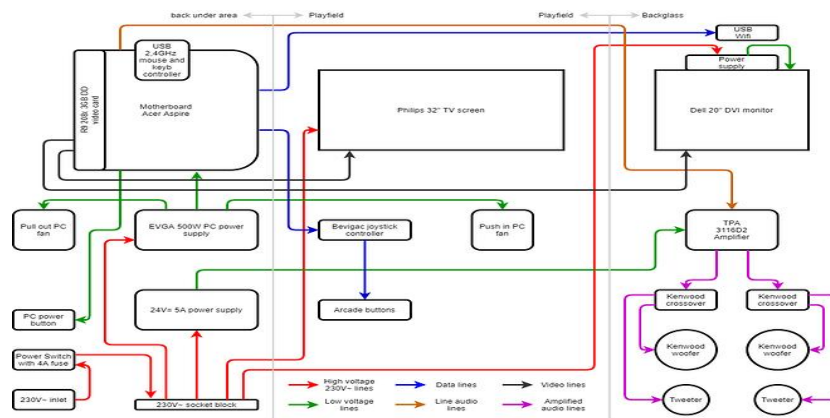 back under area
Playfield
Playfield
Backglass
USB
2,4GHz
mouse and
keyb
controller
USB
Wifi
Power
supply
video card
Motherboard
Acer Aspire
Philips 32" TV screen
Dell 20" DVI monitor
Pull out PC
fan
EVGA 500W PC power
supply
Bevigac joystick
controller
Push in PC
fan
TPA
3116D2
Amplifier
24V= 5A power supply
Arcade buttons
Kenwood
crossover
Kenwood
crossover
PC power
button
Power Switch
with 4A fuse
Kenwood
woofer
Kenwood
woofer
230V~ inlet
230V~ socket block
High voltage
230V~ lines
Data lines
Video lines
Low voltage
lines
Line audio
lines
Amplified
audio lines
Tweeter
Tweeter